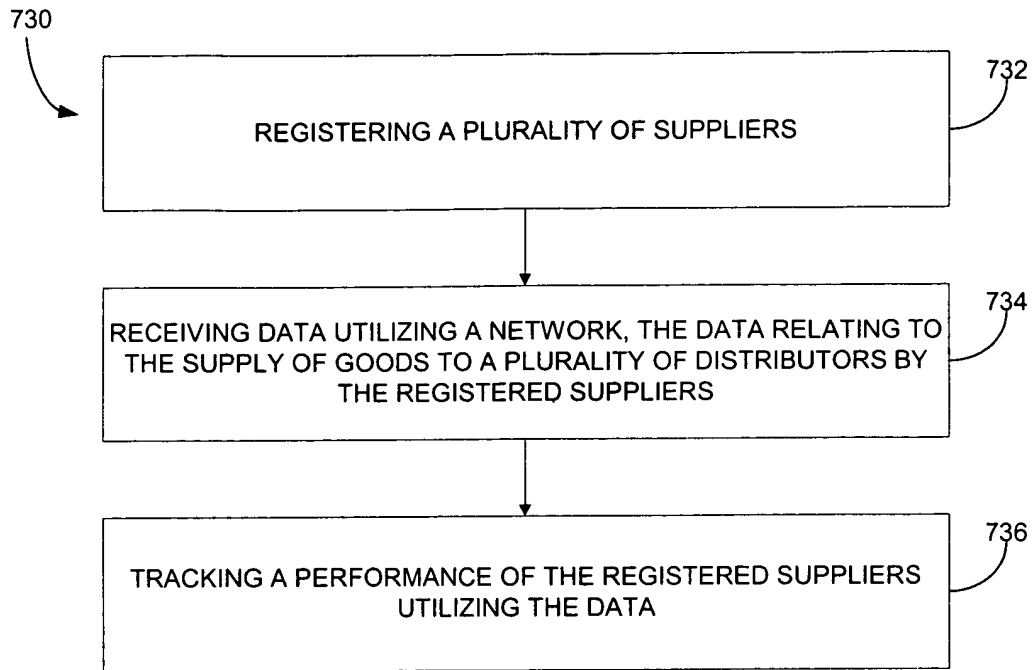 730
732
REGISTERING A PLURALITY OF SUPPLIERS
734
RECEIVING DATA UTILIZING A NETWORK, THE DATA RELATING TO
THE SUPPLY OF GOODS TO A PLURALITY OF DISTRIBUTORS BY
THE REGISTERED SUPPLIERS
736
TRACKING A PERFORMANCE OF THE REGISTERED SUPPLIERS
UTILIZING THE DATA